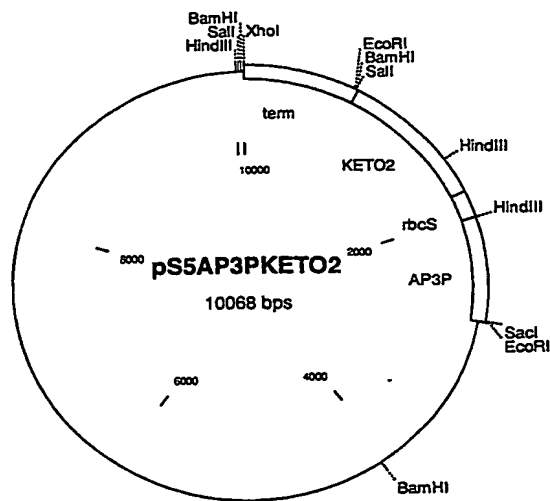 BamHI
SalI
HindIII
XhoI
EcoRI
BamHI
SalI
term
HindIII
KETO2
10000
HindIII
rbcS
2000
8000
pS5AP3PKETO2
AP3P
10068 bps
SacI
EcoRI
6000
4000
BamHI